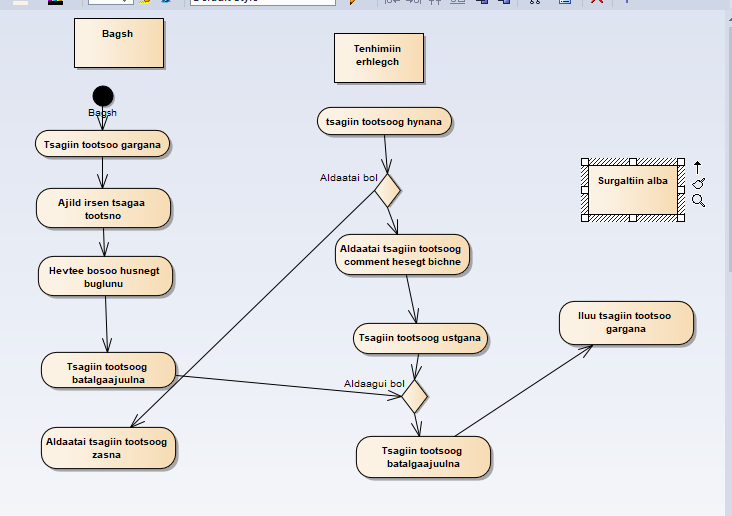 Bagsh
Bagsh
Tsagiin tootsoo gargana
Ajild irsen tsagaa
tootsno
Hevtee bosoo husnegt
buglunu
Tsagiin tootsoog
batalgaajuulna
Aldaatai tsagiin tootsoog
zasna
Tenhimiin
erhlegch
tsagiin tootsoog hynana
Aldaatai bol
Aldaatai tsagiin tootsoog
comment hesegt bichne
Tsagiin tootsoog ustgana
Aldaagui bol
Tsagiin tootsoog
batalgaajuulna
Surgaltiin alba
Iluu tsagiin tootsoo
gargana